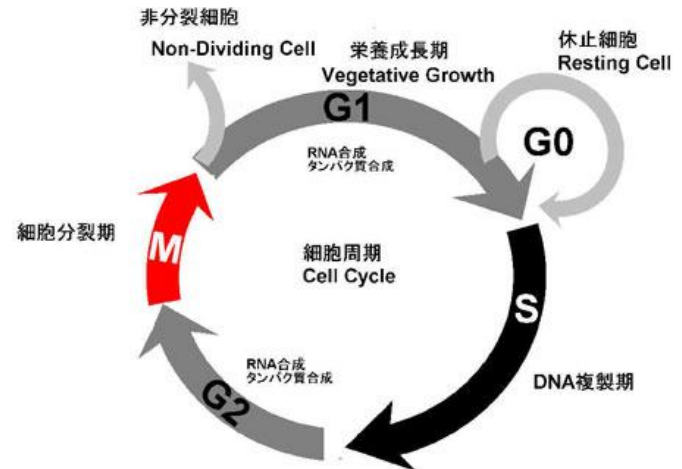 非分裂細胞
Non-Dividing Cell
栄養成長期
Vegetative Growth
休止細胞
Resting Cell
G1
G0
RNA合成
タンパク質合成
細胞分裂期
M
細胞周期
Cell Cycle
S
RNA合成
タンパク質合成
G2
DNA複製期